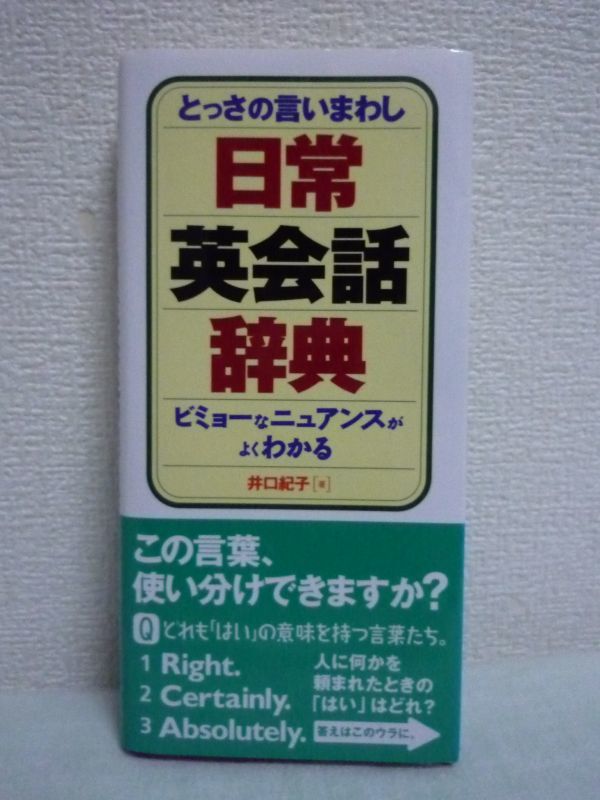 とっさの言いまわし
日常
英会話
辞典
ビミョーなニュアンスが
よくわかる
井口紀子[著]
この言葉、
使い分けできますか?
Q どれも「はい」の意味を持つ言葉たち。
1 Right.
2 Certainly.
3 Absolutely.
人に何かを
頼まれたときの
「はい」はどれ?
答えはこのウラに。